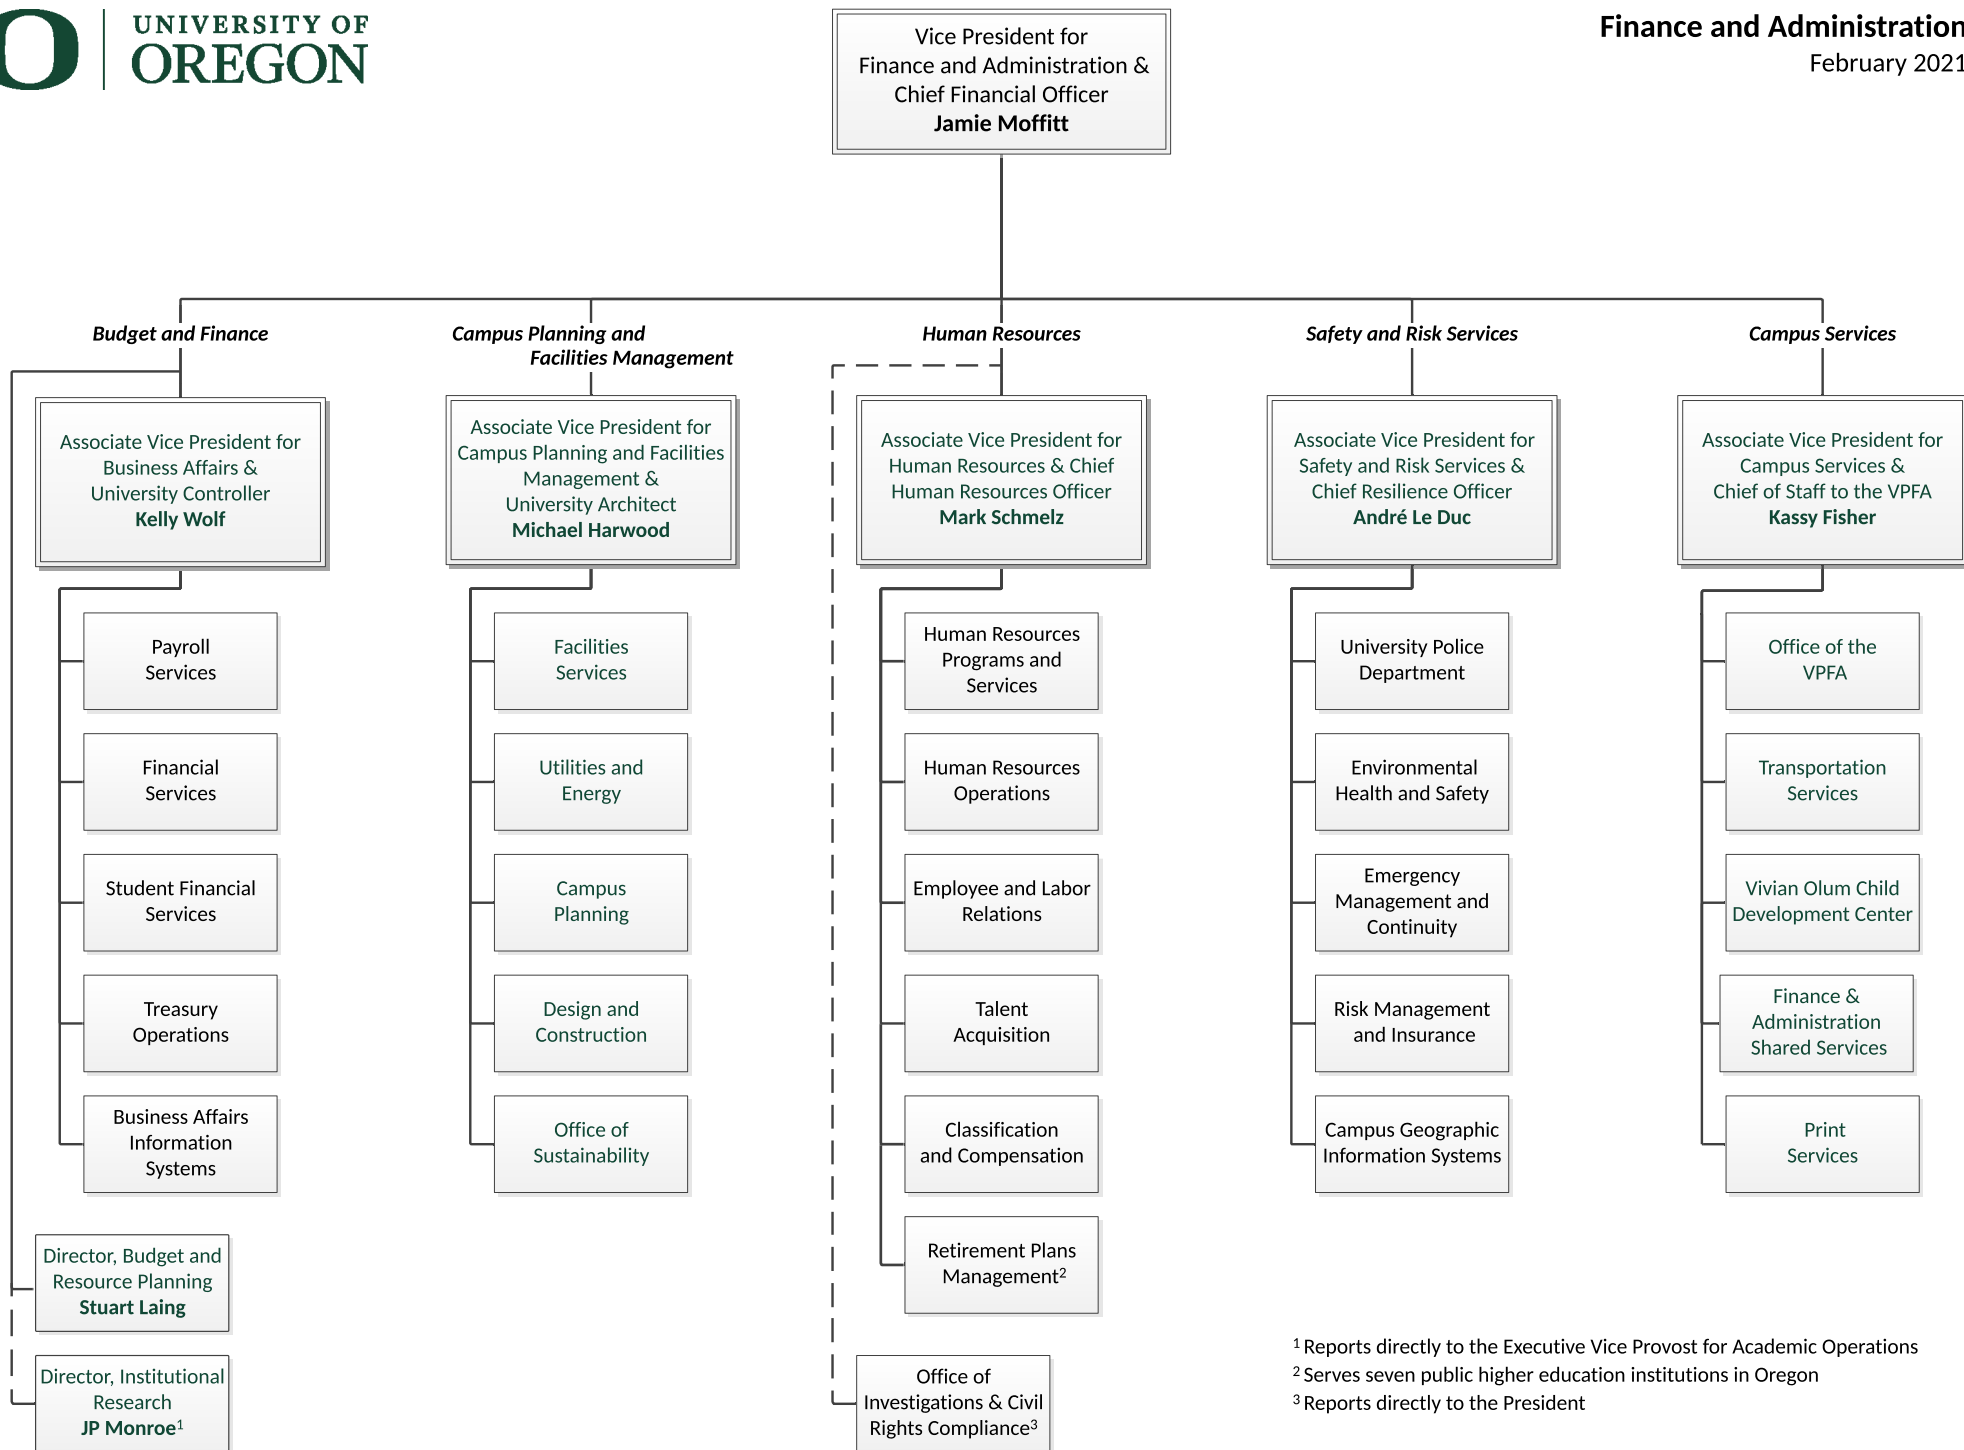 UNIVERSITY OF
OREGON
Vice President for
Finance and Administration &
Chief Financial Officer
Jamie Moffitt
Finance and Administration
February 2021
Budget and Finance
Associate Vice President for
Business Affairs &
University Controller
Kelly Wolf
Payroll
Services
Financial
Services
Student Financial
Services
Treasury
Operations
Business Affairs
Information
Systems
Director, Budget and
Resource Planning
Stuart Laing
Director, Institutional
Research
JP Monroe¹
Campus Planning and
Facilities Management
Associate Vice President for
Campus Planning and Facilities
Management &
University Architect
Michael Harwood
Facilities
Services
Utilities and
Energy
Campus
Planning
Design and
Construction
Office of
Sustainability
Human Resources
Associate Vice President for
Human Resources & Chief
Human Resources Officer
Mark Schmelz
Human Resources
Programs and
Services
Human Resources
Operations
Employee and Labor
Relations
Talent
Acquisition
Classification
and Compensation
Retirement Plans
Management²
Office of
Investigations & Civil
Rights Compliance³
Safety and Risk Services
Associate Vice President for
Safety and Risk Services &
Chief Resilience Officer
André Le Duc
University Police
Department
Environmental
Health and Safety
Emergency
Management and
Continuity
Risk Management
and Insurance
Campus Geographic
Information Systems
Campus Services
Associate Vice President for
Campus Services &
Chief of Staff to the VPFA
Kassy Fisher
Office of the
VPFA
Transportation
Services
Vivian Olum Child
Development Center
Finance &
Administration
Shared Services
Print
Services
¹ Reports directly to the Executive Vice Provost for Academic Operations
² Serves seven public higher education institutions in Oregon
³ Reports directly to the President